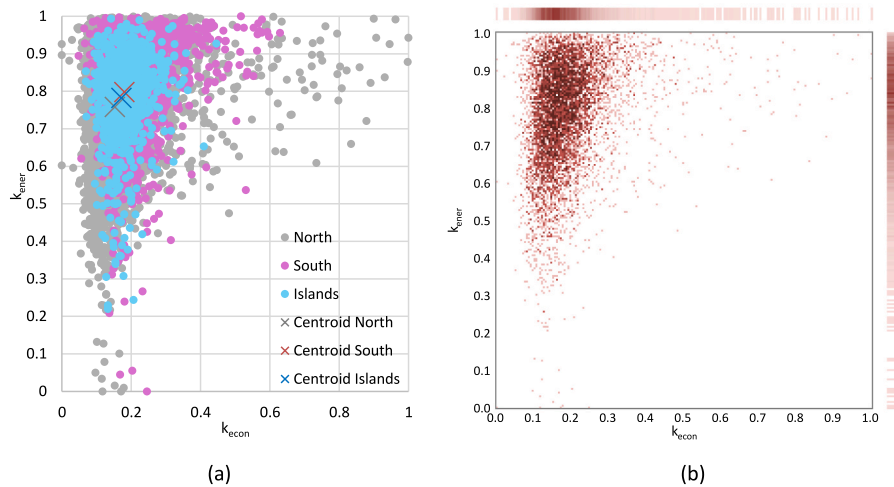 1
0.9
0.8
0.7
0.6
0.5
0.4
0.3
0.2
0.1
0
k_ener
0 0.2 0.4 0.6 0.8 1
k_econ
North
South
Islands
Centroid North
Centroid South
Centroid Islands
(a)
1.0
0.9
0.8
0.7
0.6
0.5
0.4
0.3
0.2
0.1
0.0
k_ener
0.0 0.1 0.2 0.3 0.4 0.5 0.6 0.7 0.8 0.9 1.0
k_econ
(b)